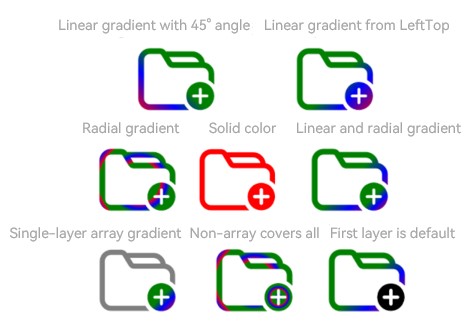 Linear gradient with 45° angle
Linear gradient from LeftTop
Radial gradient
Solid color
Linear and radial gradient
Single-layer array gradient
Non-array covers all
First layer is default